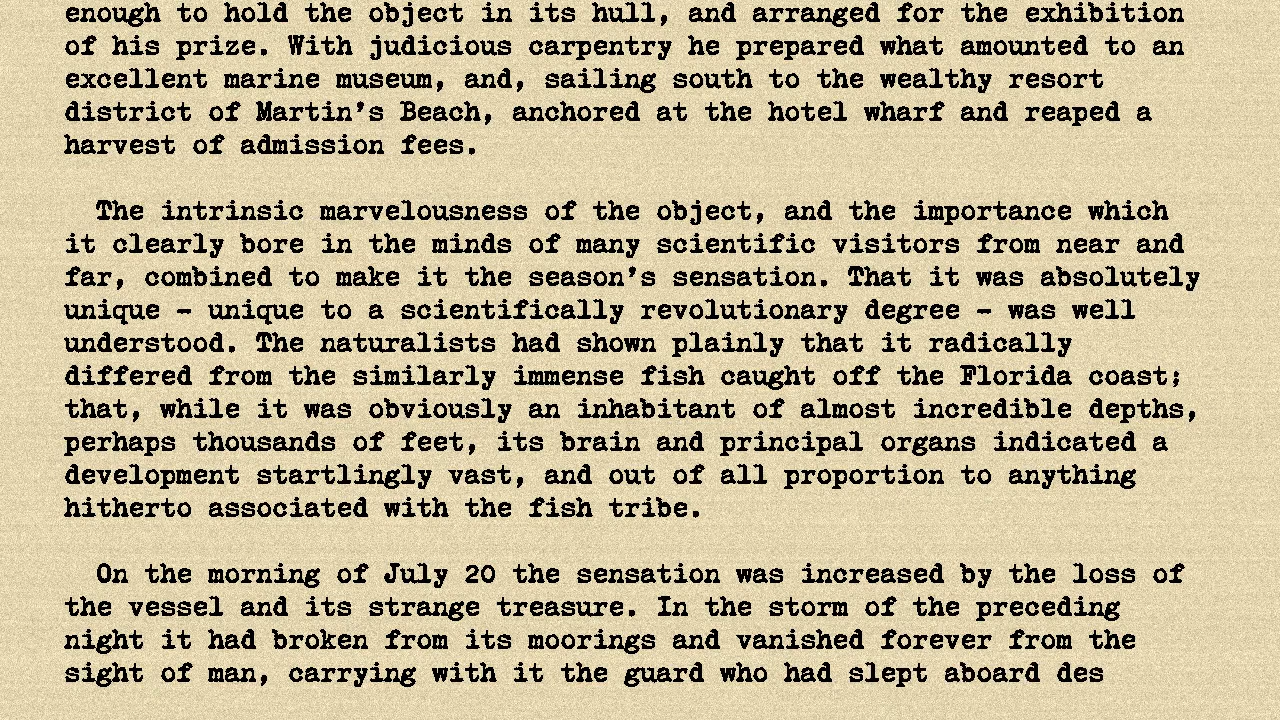 enough to hold the object in its hull, and arranged for the exhibition
of his prize. With judicious carpentry he prepared what amounted to an
excellent marine museum, and, sailing south to the wealthy resort
district of Martin's Beach, anchored at the hotel wharf and reaped a
harvest of admission fees.
The intrinsic marvelousness of the object, and the importance which
it clearly bore in the minds of many scientific visitors from near and
far, combined to make it the season's sensation. That it was absolutely
unique – unique to a scientifically revolutionary degree – was well
understood. The naturalists had shown plainly that it radically
differed from the similarly immense fish caught off the Florida coast;
that, while it was obviously an inhabitant of almost incredible depths,
perhaps thousands of feet, its brain and principal organs indicated a
development startlingly vast, and out of all proportion to anything
hitherto associated with the fish tribe.
On the morning of July 20 the sensation was increased by the loss of
the vessel and its strange treasure. In the storm of the preceding
night it had broken from its moorings and vanished forever from the
sight of man, carrying with it the guard who had slept aboard des